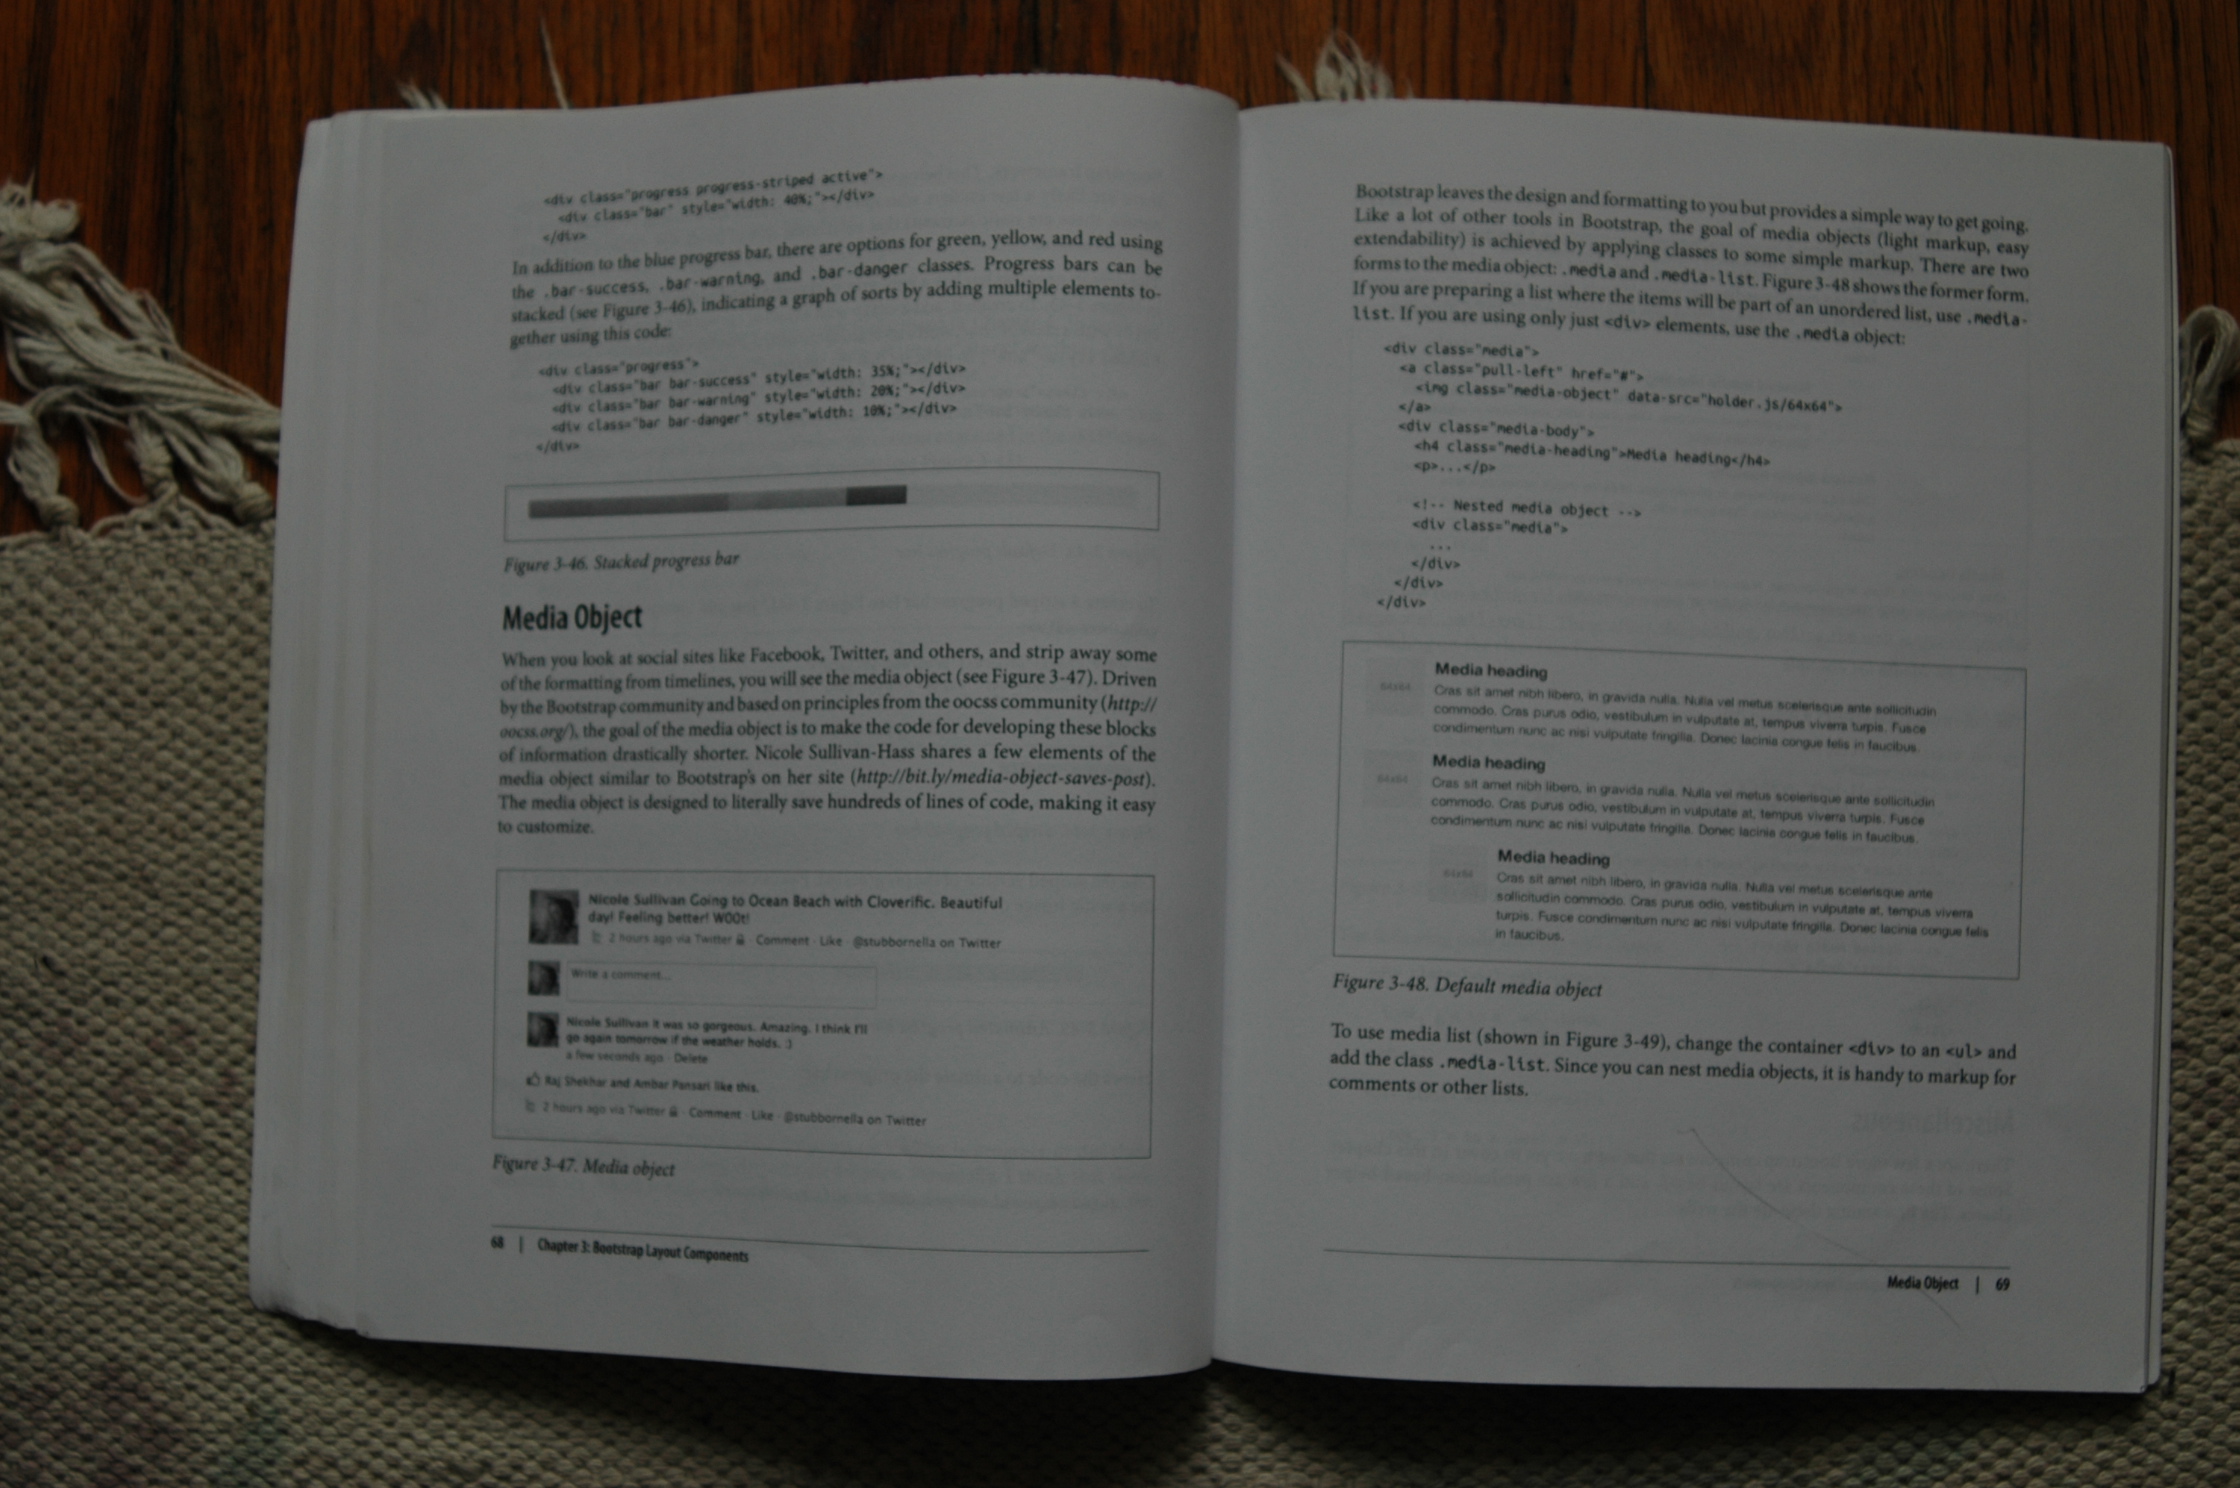 <div class="progress progress-striped active">
<div class="bar" style="width: 40%;"></div>
</div>
In addition to the blue progress bar, there are options for green, yellow, and red using
the .bar-success, .bar-warning, and .bar-danger classes. Progress bars can be
stacked (see Figure 3-46), indicating a graph of sorts by adding multiple elements to-
gether using this code:
<div class="progress">
<div class="bar bar-success" style="width: 35%;"></div>
<div class="bar bar-warning" style="width: 20%;"></div>
<div class="bar bar-danger" style="width: 10%;"></div>
</div>
Figure 3-46. Stacked progress bar
Media Object
When you look at social sites like Facebook, Twitter, and others, and strip away some
of the formatting from timelines, you will see the media object (see Figure 3-47). Driven
by the Bootstrap community and based on principles from the oocss community (http://
oocss.org/), the goal of the media object is to make the code for developing these blocks
of information drastically shorter. Nicole Sullivan-Hass shares a few elements of the
media object similar to Bootstrap's on her site (http://bit.ly/media-object-saves-post).
The media object is designed to literally save hundreds of lines of code, making it easy
to customize.
Nicole Sullivan Going to Ocean Beach with Cloverific. Beautiful
day! Feeling better! W00t!
2 hours ago via Twitter · Comment · Like · @stubbornella on Twitter
Write a comment...
Nicole Sullivan it was so gorgeous. Amazing. I think I'll
go again tomorrow if the weather holds. :)
a few seconds ago · Delete
Raj Shekhar and Ambar Pansari like this.
2 hours ago via Twitter · Comment · Like · @stubbornella on Twitter
Figure 3-47. Media object
68 | Chapter 3: Bootstrap Layout Components
Bootstrap leaves the design and formatting to you but provides a simple way to get going.
Like a lot of other tools in Bootstrap, the goal of media objects (light markup, easy
extendability) is achieved by applying classes to some simple markup. There are two
forms to the media object: .media and .media-list. Figure 3-48 shows the former form.
If you are preparing a list where the items will be part of an unordered list, use .media-
list. If you are using only just <div> elements, use the .media object:
<div class="media">
<a class="pull-left" href="#">
<img class="media-object" data-src="holder.js/64x64">
</a>
<div class="media-body">
<h4 class="media-heading">Media heading</h4>
<p>...</p>
<!-- Nested media object -->
<div class="media">
...
</div>
</div>
</div>
64x64
Media heading
Cras sit amet nibh libero, in gravida nulla. Nulla vel metus scelerisque ante sollicitudin
commodo. Cras purus odio, vestibulum in vulputate at, tempus viverra turpis. Fusce
condimentum nunc ac nisi vulputate fringilla. Donec lacinia congue felis in faucibus.
64x64
Media heading
Cras sit amet nibh libero, in gravida nulla. Nulla vel metus scelerisque ante sollicitudin
commodo. Cras purus odio, vestibulum in vulputate at, tempus viverra turpis. Fusce
condimentum nunc ac nisi vulputate fringilla. Donec lacinia congue felis in faucibus.
64x64
Media heading
Cras sit amet nibh libero, in gravida nulla. Nulla vel metus scelerisque ante
sollicitudin commodo. Cras purus odio, vestibulum in vulputate at, tempus viverra
turpis. Fusce condimentum nunc ac nisi vulputate fringilla. Donec lacinia congue felis
in faucibus.
Figure 3-48. Default media object
To use media list (shown in Figure 3-49), change the container <div> to an <ul> and
add the class .media-list. Since you can nest media objects, it is handy to markup for
comments or other lists.
Media Object | 69